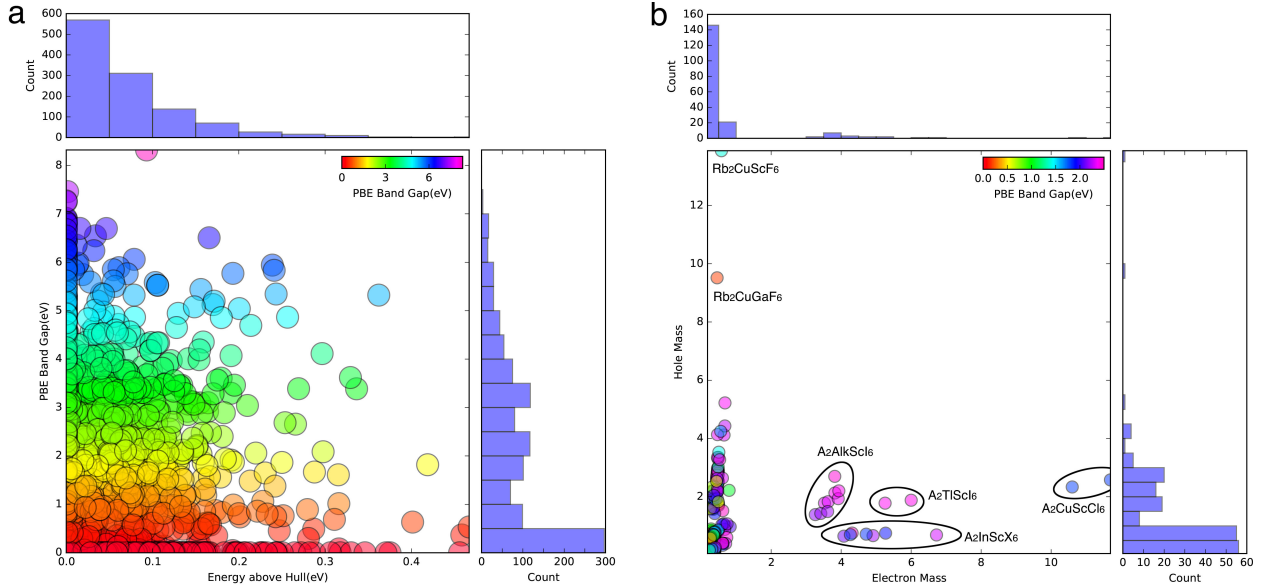 a
600
500
400
300
200
100
0
Count
8
7
6
5
4
3
2
1
0
PBE Band Gap(eV)
0 3 6
PBE Band Gap(eV)
0.0 0.1 0.2 0.3 0.4
Energy above Hull(eV)
0 50 100 150 200 250 300
Count
b
160
140
120
100
80
60
40
20
0
Count
12
10
8
6
4
2
Hole Mass
Rb2CuScF6
0.0 0.5 1.0 1.5 2.0
PBE Band Gap(eV)
Rb2CuGaF6
A2AlkScI6
A2TlScI6
A2CuScCl6
A2InScX6
2 4 6 8 10
Electron Mass
0 10 20 30 40 50 60
Count